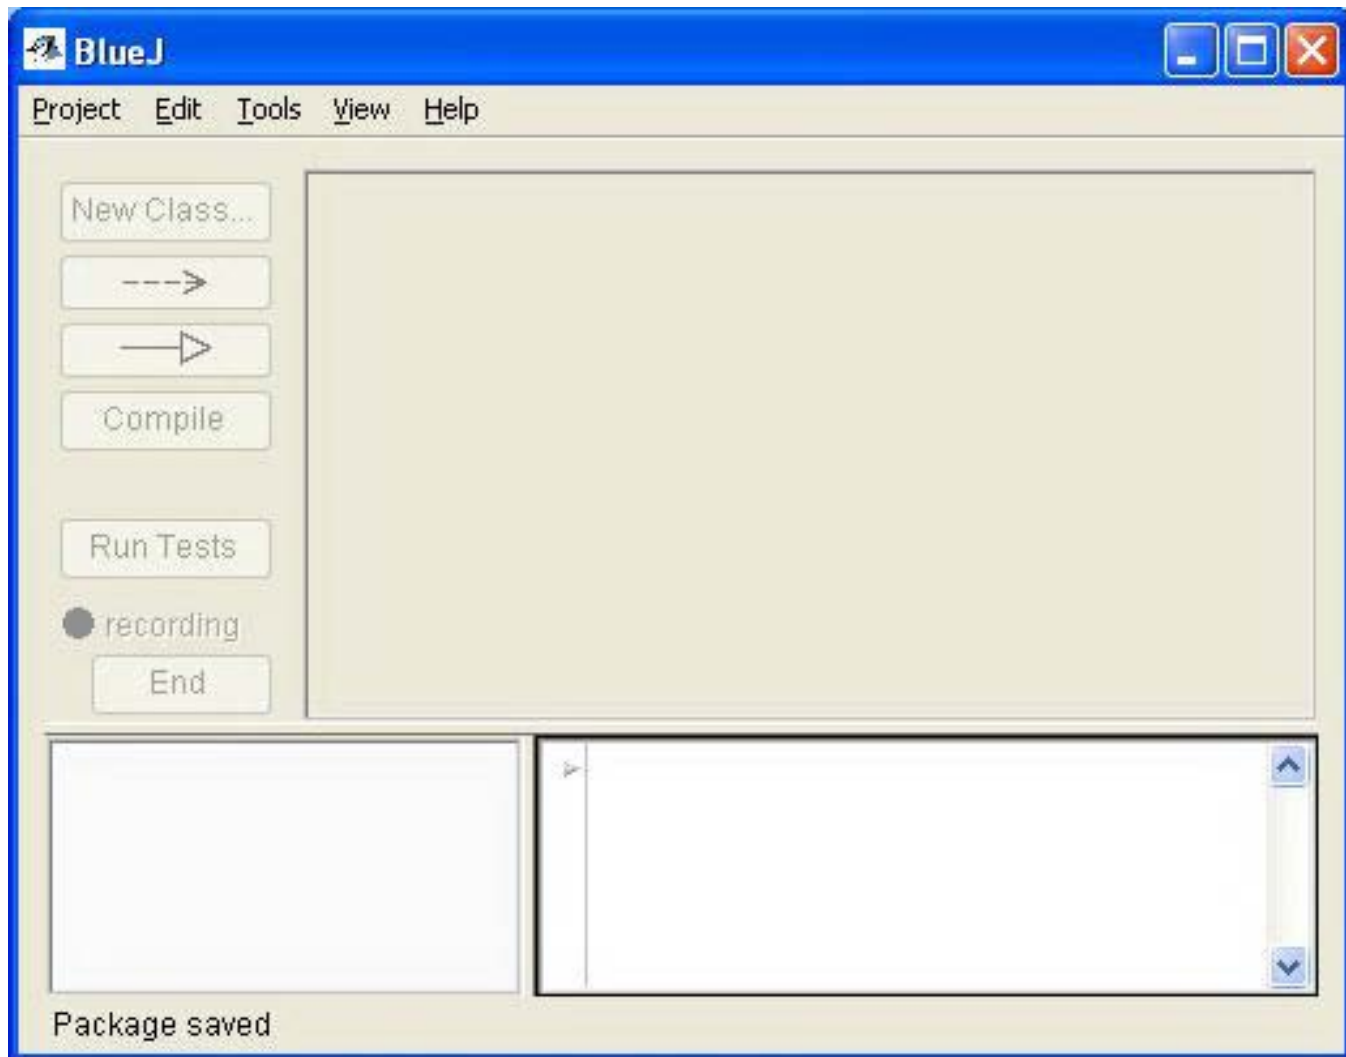 BlueJ
Project Edit Tools View Help
New Class...
Compile
Run Tests
recording
End
Package saved